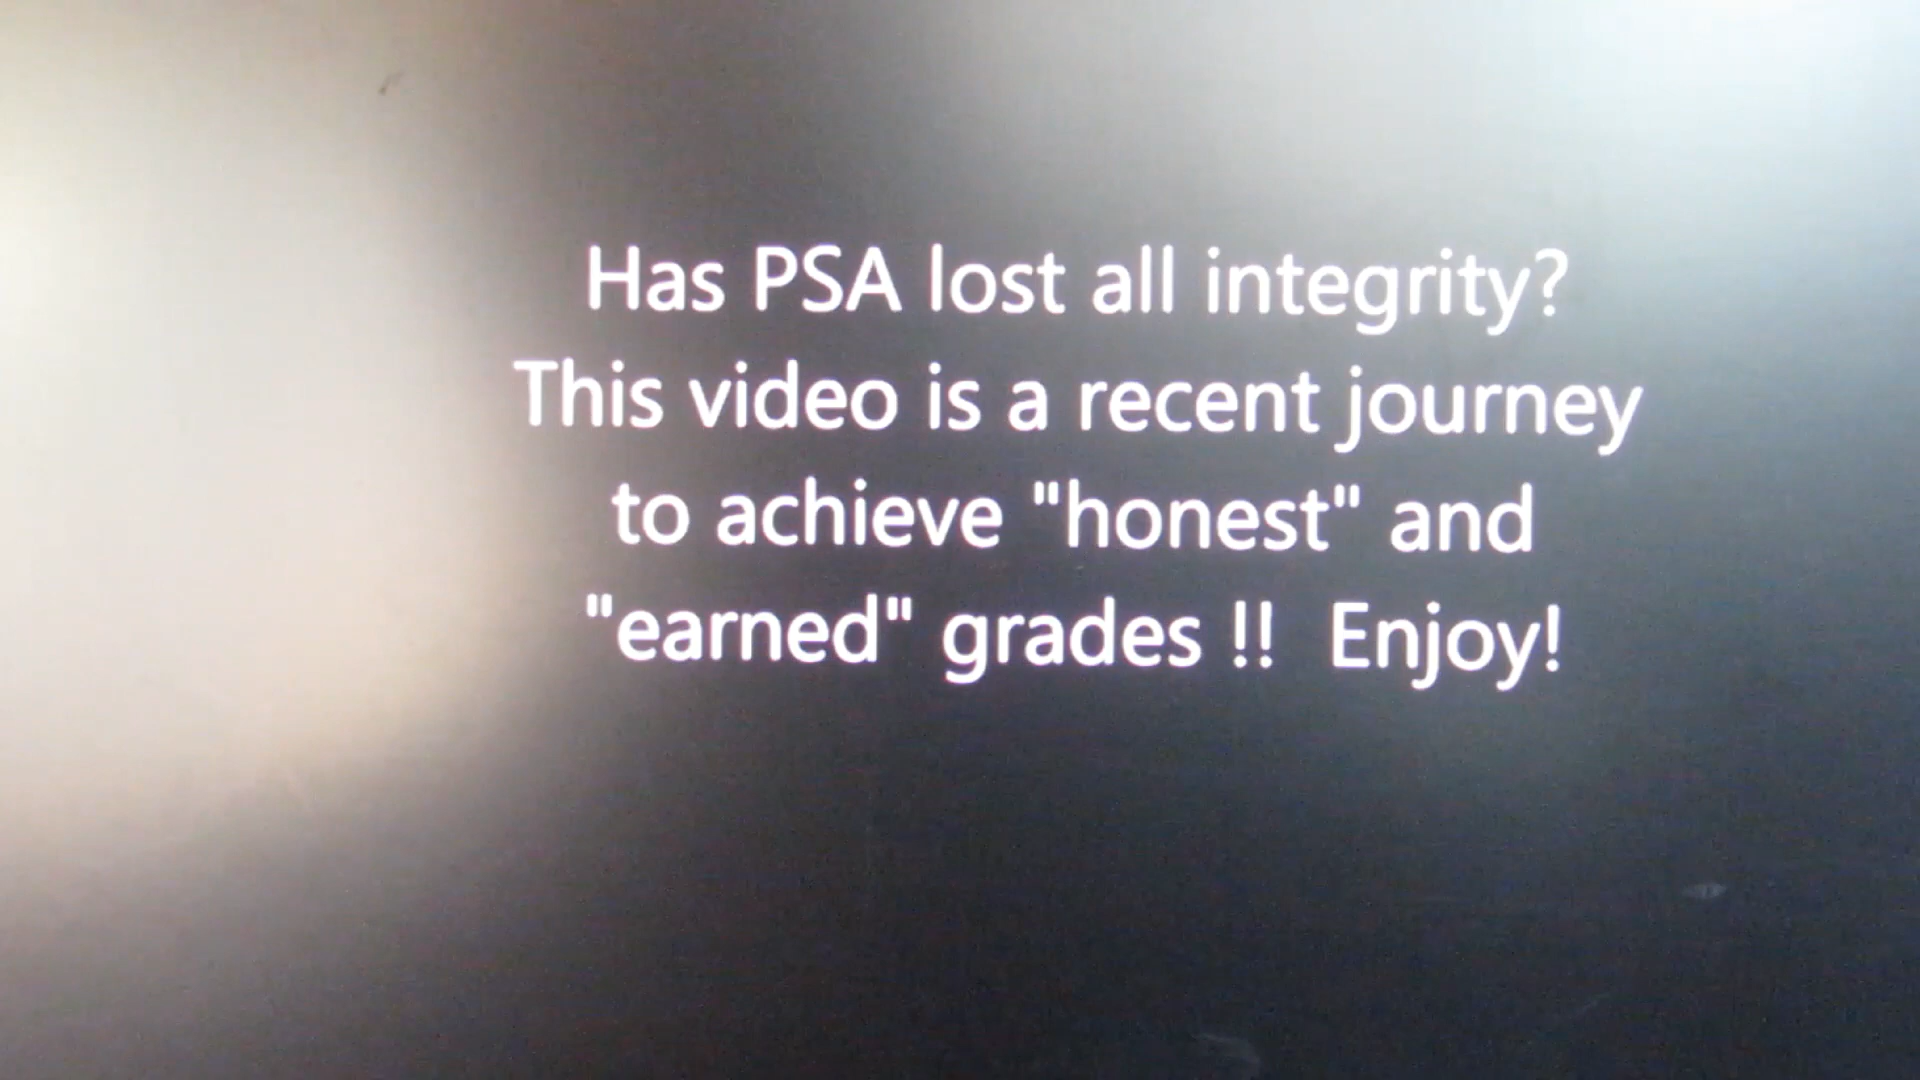 Has PSA lost all integrity?
This video is a recent journey
to achieve "honest" and
"earned" grades !!  Enjoy!